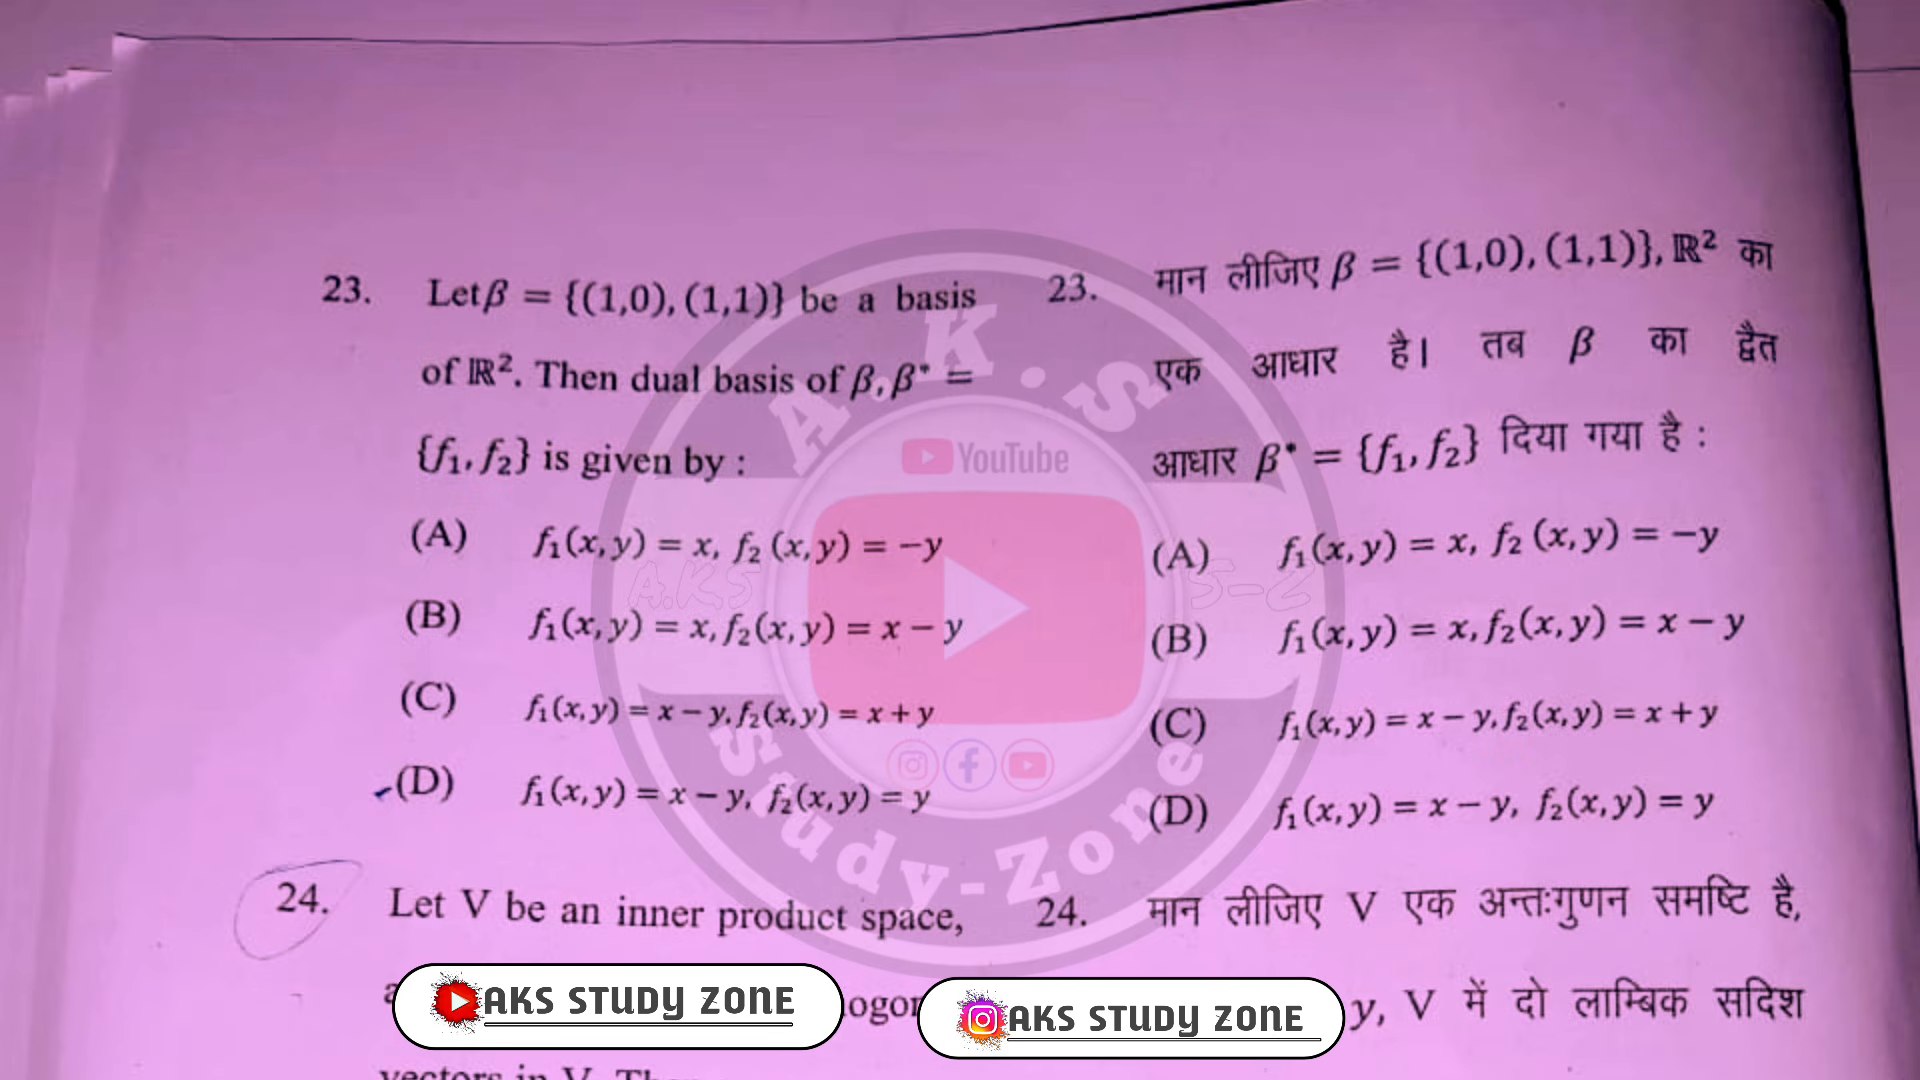 23. Let β = {(1,0), (1,1)} be a basis
of ℝ². Then dual basis of β, β* =
{f₁, f₂} is given by :
(A) f₁(x,y) = x, f₂ (x,y) = −y
(B) f₁(x,y) = x, f₂(x,y) = x − y
(C) f₁(x,y) = x − y, f₂(x,y) = x + y
(D) f₁(x,y) = x − y, f₂(x,y) = y
24. Let V be an inner product space,
vectors in V.
23. मान लीजिए β = {(1,0), (1,1)}, ℝ² का
एक आधार है। तब β का द्वैत
आधार β* = {f₁, f₂} दिया गया है :
(A) f₁(x,y) = x, f₂ (x,y) = −y
(B) f₁(x,y) = x, f₂(x,y) = x − y
(C) f₁(x,y) = x − y, f₂(x,y) = x + y
(D) f₁(x,y) = x − y, f₂(x,y) = y
24. मान लीजिए V एक अन्तःगुणन समष्टि है,
y, V में दो लाम्बिक सदिश
A.K.S
YouTube
Study-Zone
AKS STUDY ZONE
AKS STUDY ZONE